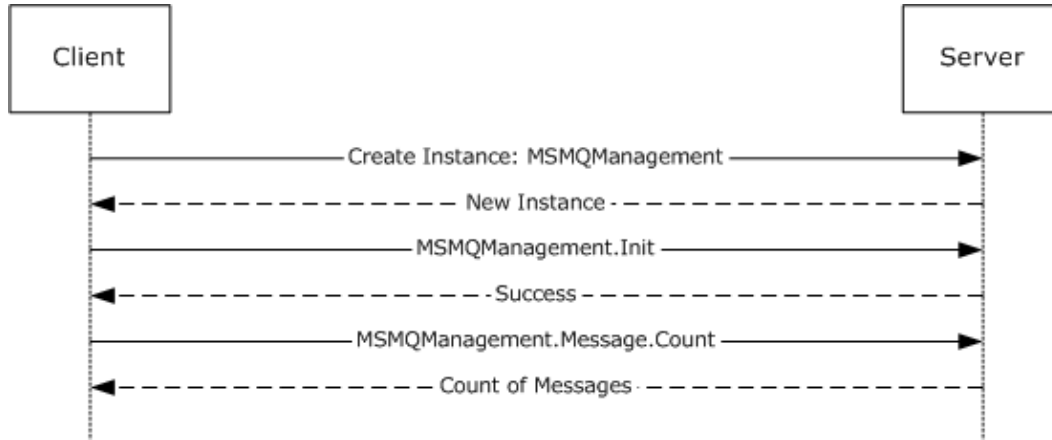 Client
Server
Create Instance: MSMQManagement
New Instance
MSMQManagement.Init
Success
MSMQManagement.Message.Count
Count of Messages